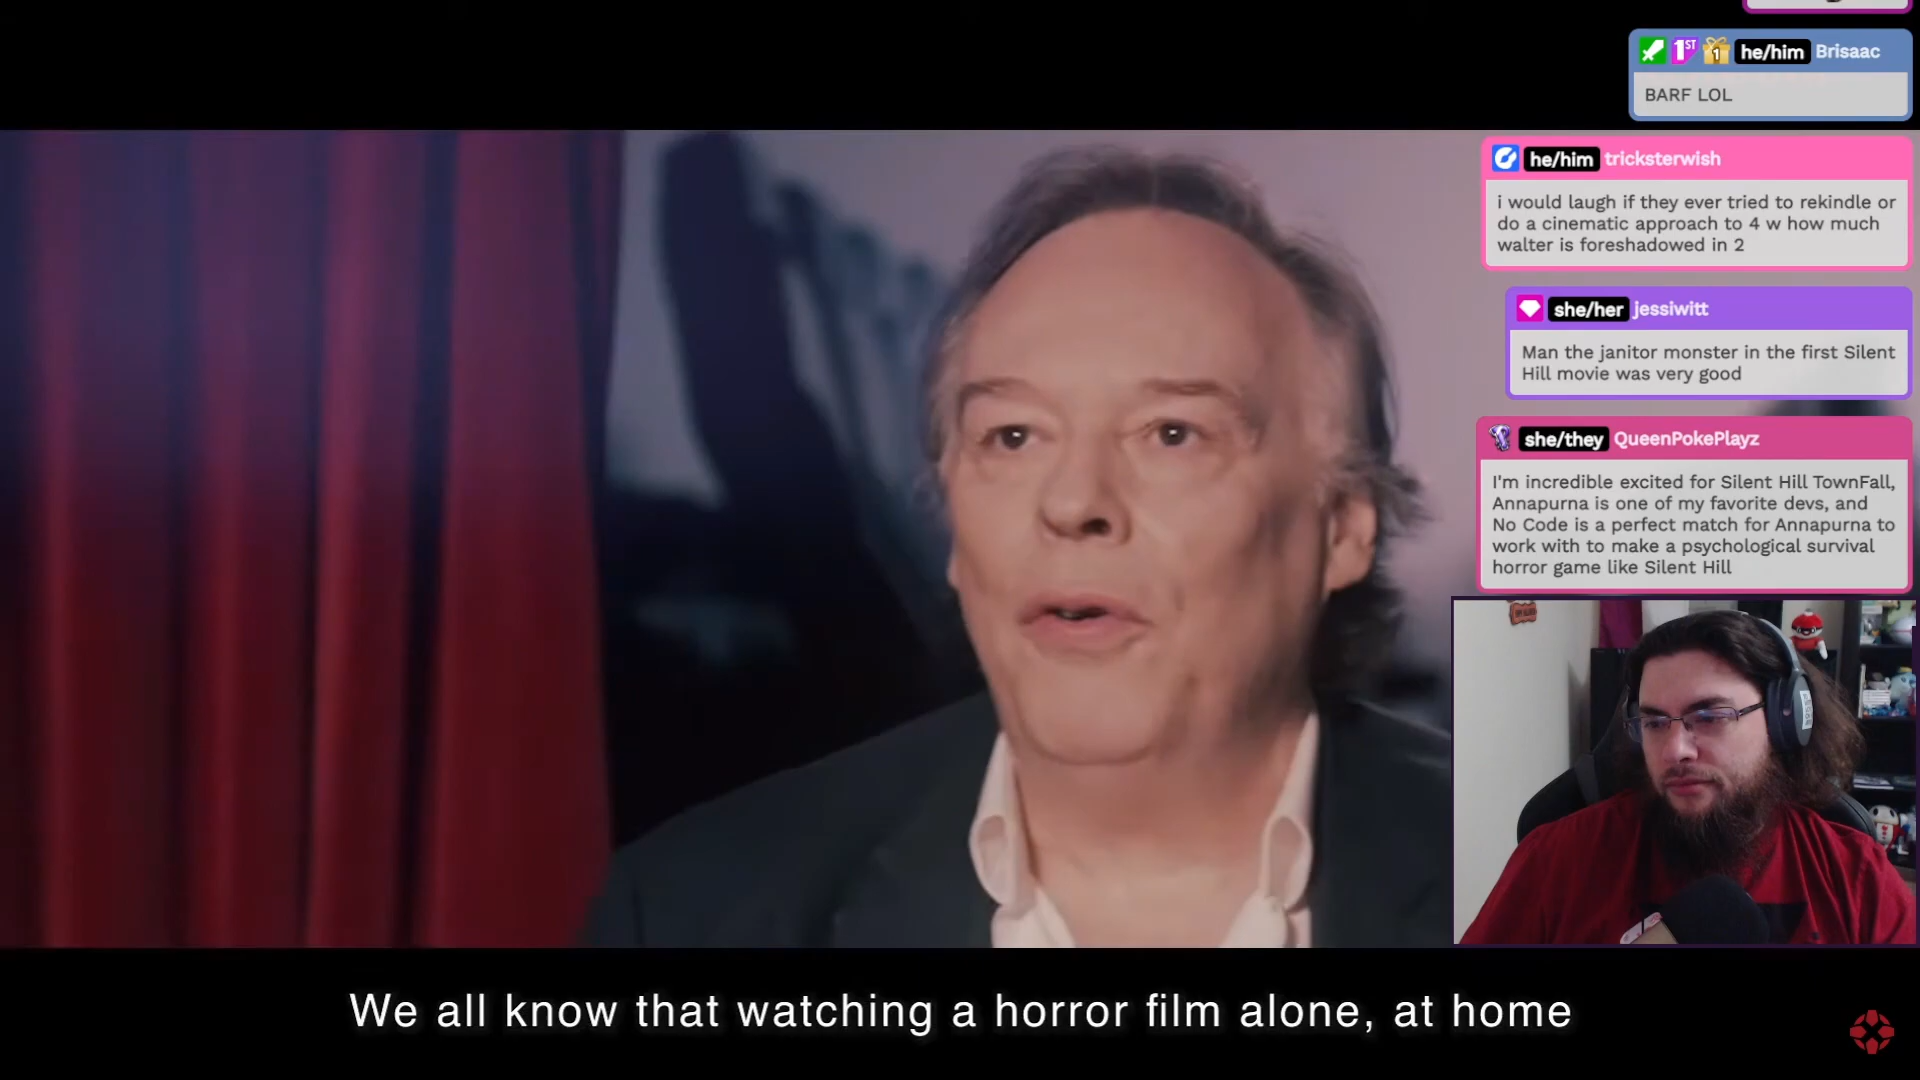 1ST 1 he/him Brisaac
BARF LOL
he/him tricksterwish
i would laugh if they ever tried to rekindle or
do a cinematic approach to 4 w how much
walter is foreshadowed in 2
she/her jessiwitt
Man the janitor monster in the first Silent
Hill movie was very good
she/they QueenPokePlayz
I'm incredible excited for Silent Hill TownFall,
Annapurna is one of my favorite devs, and
No Code is a perfect match for Annapurna to
work with to make a psychological survival
horror game like Silent Hill
We all know that watching a horror film alone, at home